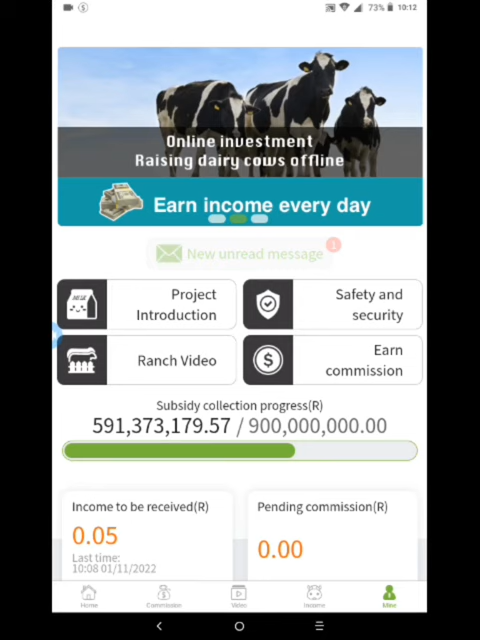 73% 10:12
Online investment
Raising dairy cows offline
Earn income every day
New unread message
1
Project
Introduction
Safety and
security
Ranch Video
Earn
commission
Subsidy collection progress(R)
591,373,179.57 / 900,000,000.00
Income to be received(R)
0.05
Last time:
10:08 01/11/2022
Pending commission(R)
0.00
Home
Commission
Video
Income
Mine